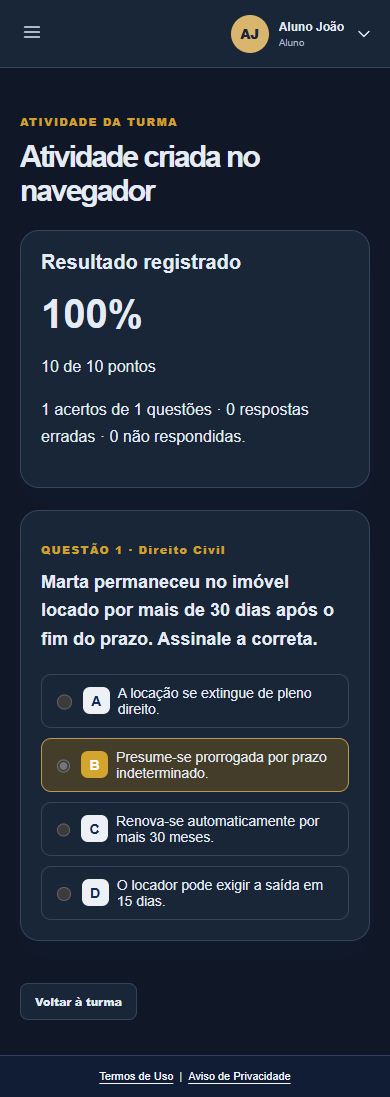 AJ
Aluno João
Aluno
ATIVIDADE DA TURMA
Atividade criada no
navegador
Resultado registrado
100%
10 de 10 pontos
1 acertos de 1 questões · 0 respostas
erradas · 0 não respondidas.
QUESTÃO 1 · Direito Civil
Marta permaneceu no imóvel
locado por mais de 30 dias após o
fim do prazo. Assinale a correta.
A A locação se extingue de pleno
direito.
B Presume-se prorrogada por prazo
indeterminado.
C Renova-se automaticamente por
mais 30 meses.
D O locador pode exigir a saída em
15 dias.
Voltar à turma
Termos de Uso | Aviso de Privacidade